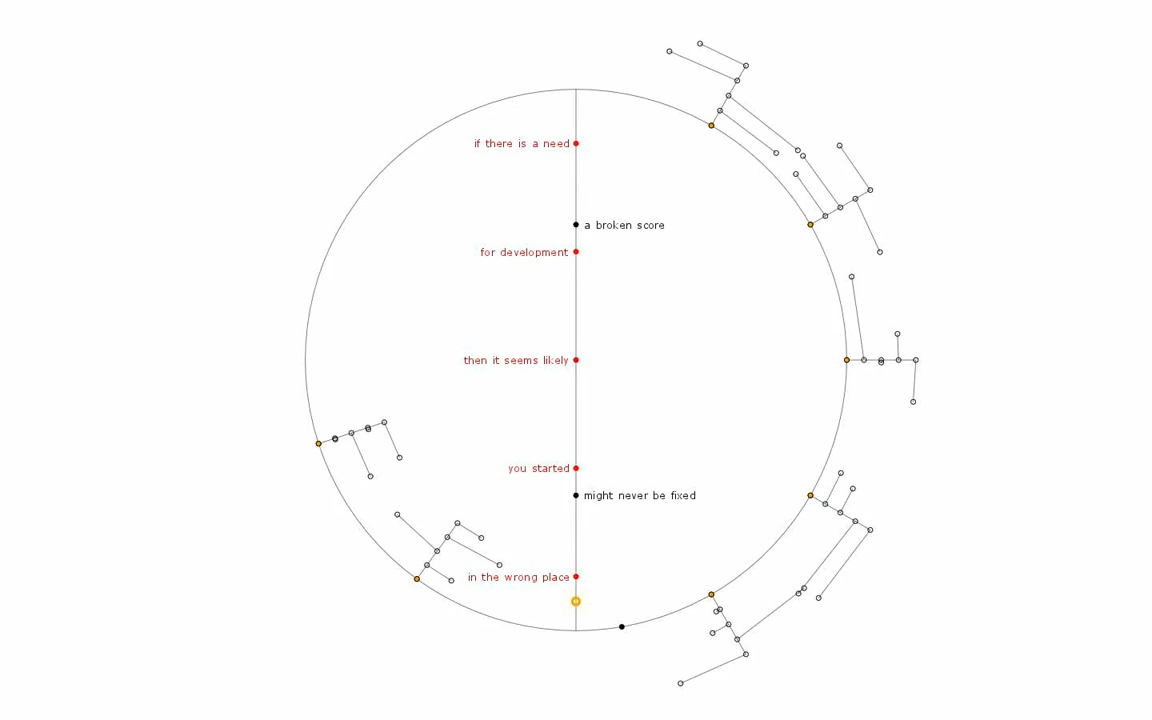 if there is a need
a broken score
for development
then it seems likely
you started
might never be fixed
in the wrong place